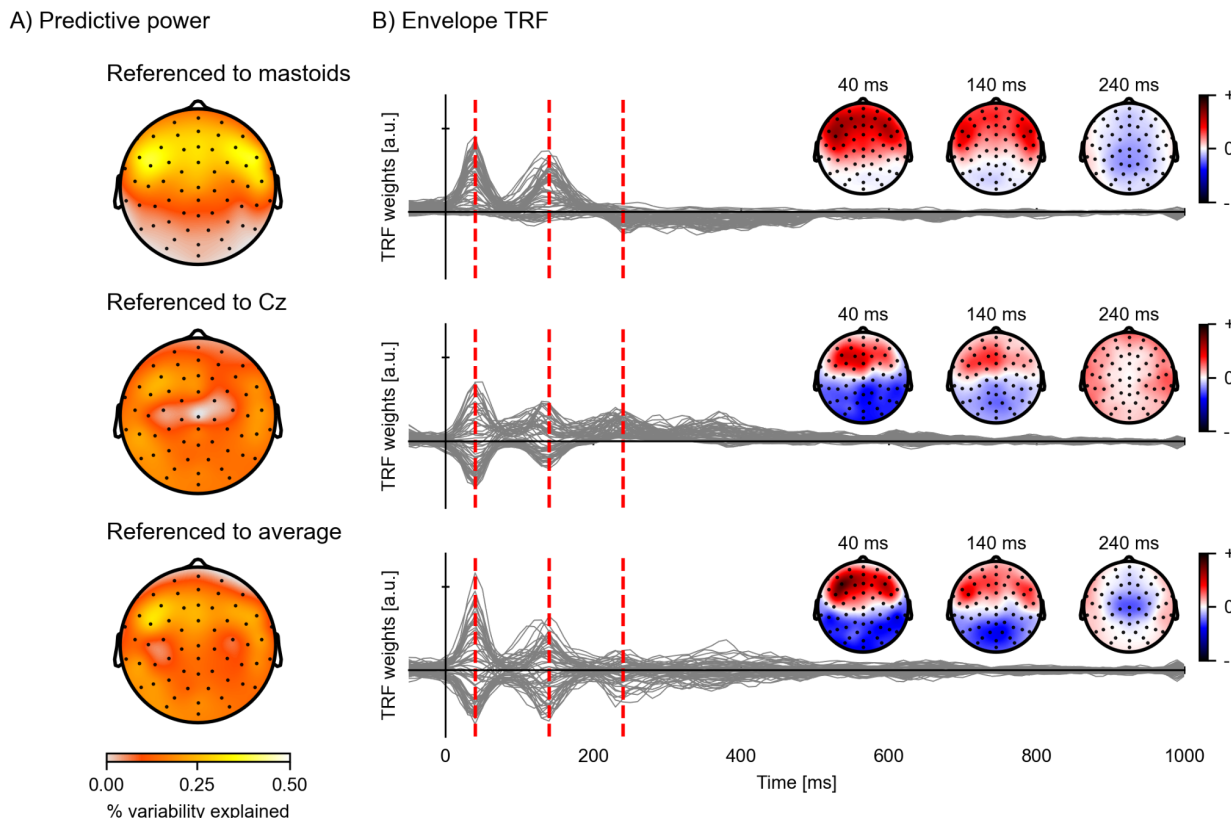 A) Predictive power
B) Envelope TRF
Referenced to mastoids
TRF weights [a.u.]
40 ms
140 ms
240 ms
+
0
-
Referenced to Cz
TRF weights [a.u.]
40 ms
140 ms
240 ms
+
0
-
Referenced to average
TRF weights [a.u.]
40 ms
140 ms
240 ms
+
0
-
0 200 400 600 800 1000
Time [ms]
0.00 0.25 0.50
% variability explained